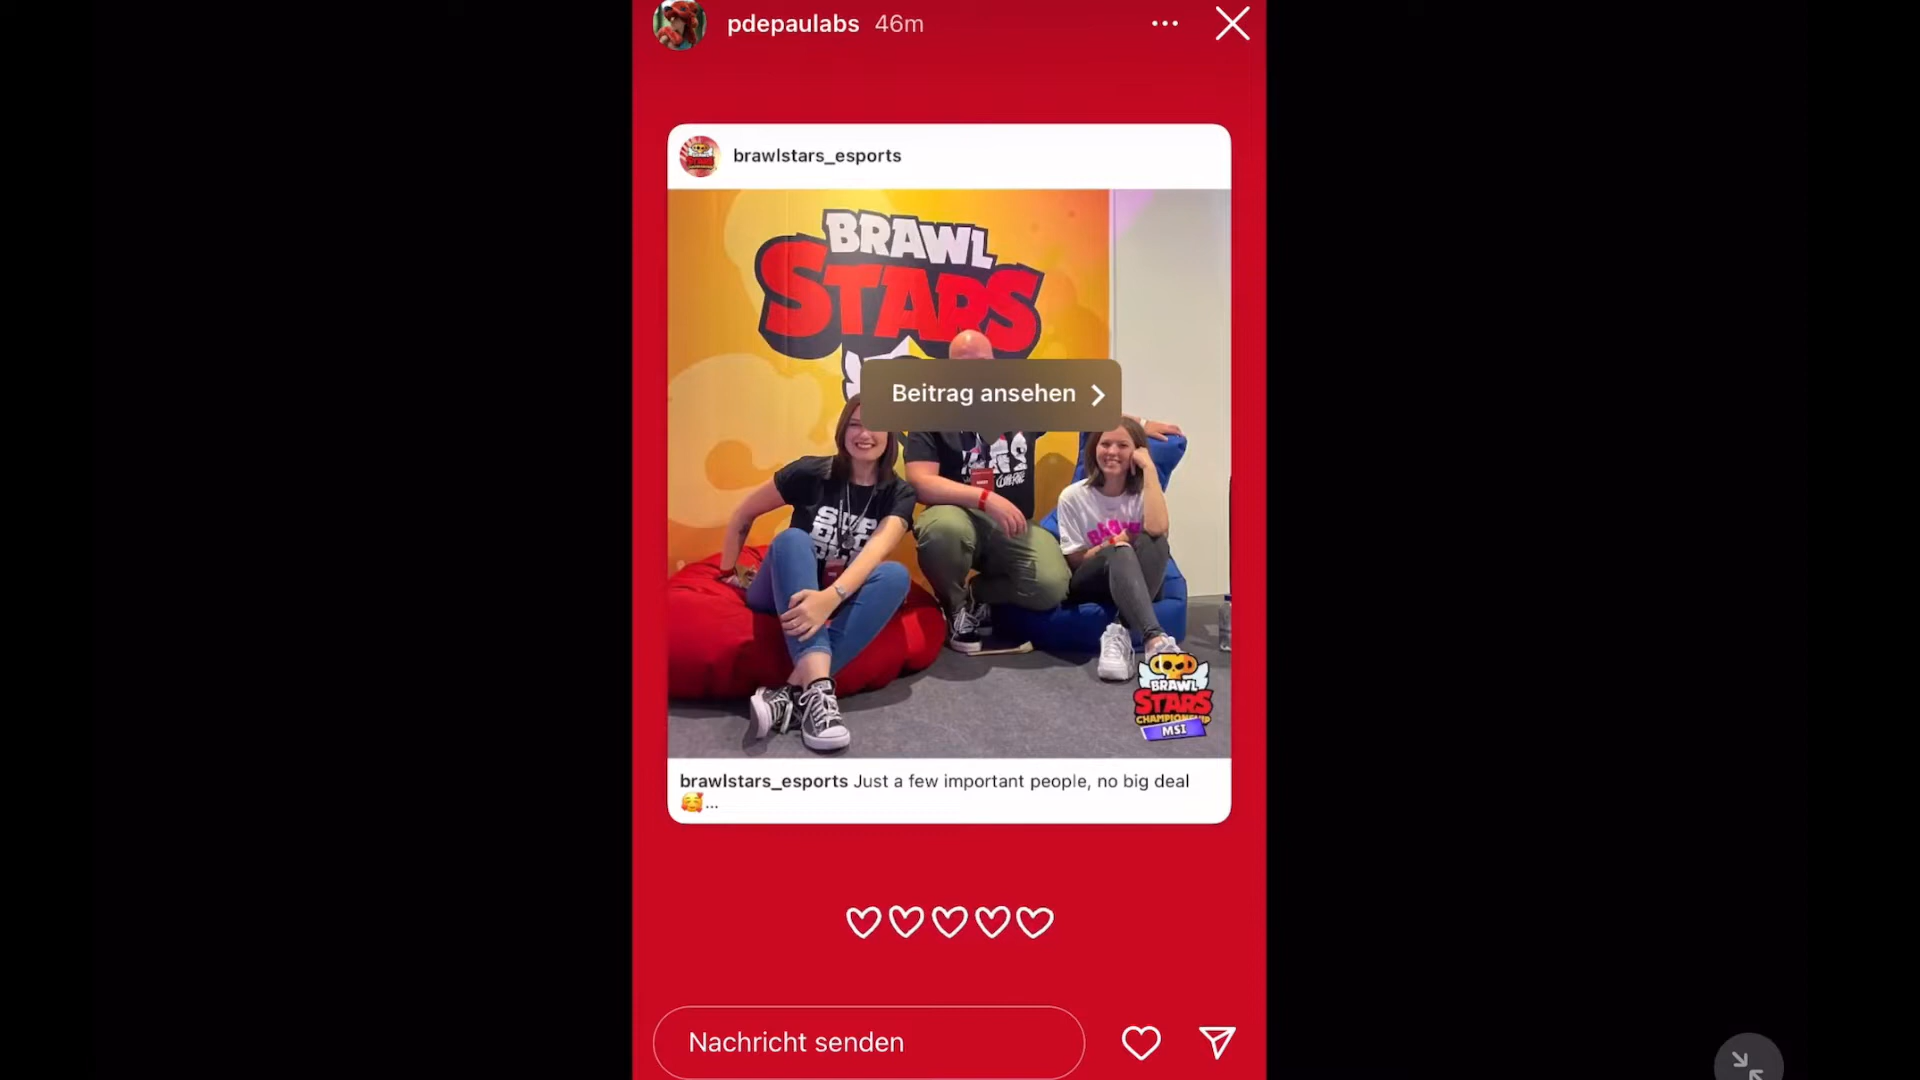 pdepaulabs 46m
brawlstars_esports
BRAWL
STARS
Beitrag ansehen
BRAWL
STARS
CHAMPIONSHIP
MSI
brawlstars_esports Just a few important people, no big deal
🥰...
Nachricht senden